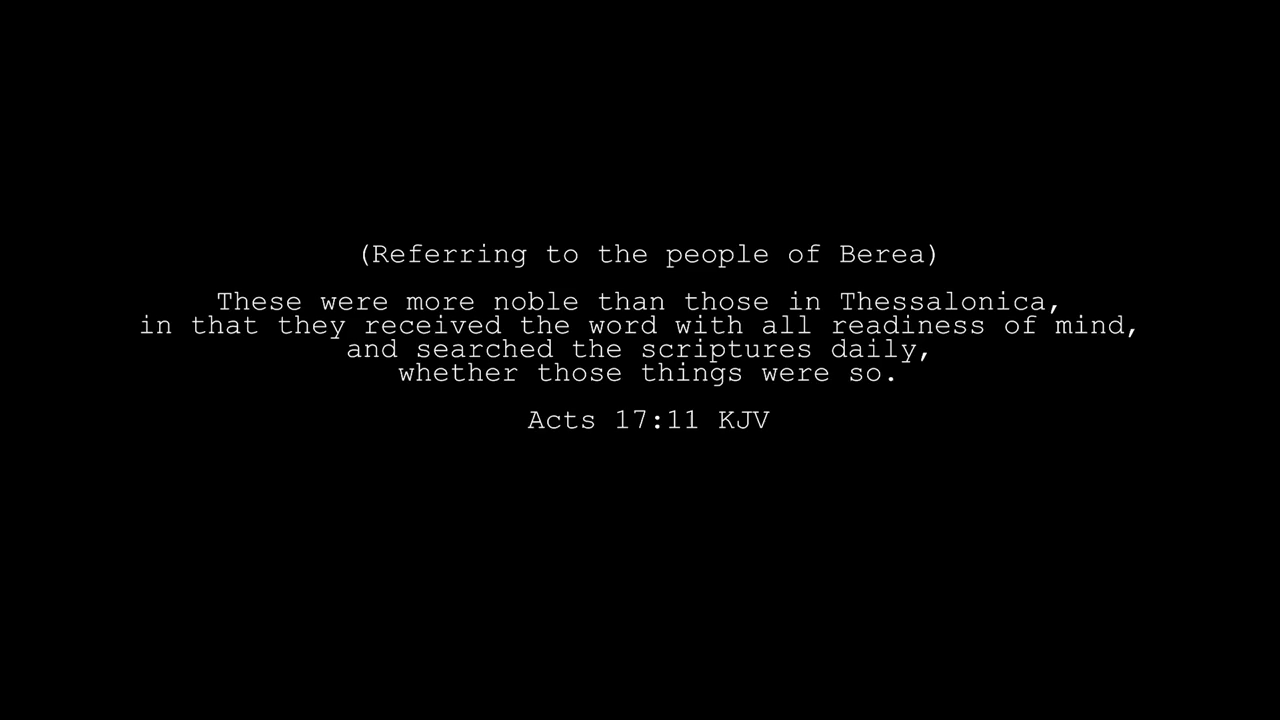 (Referring to the people of Berea)
These were more noble than those in Thessalonica,
in that they received the word with all readiness of mind,
and searched the scriptures daily,
whether those things were so.
Acts 17:11 KJV